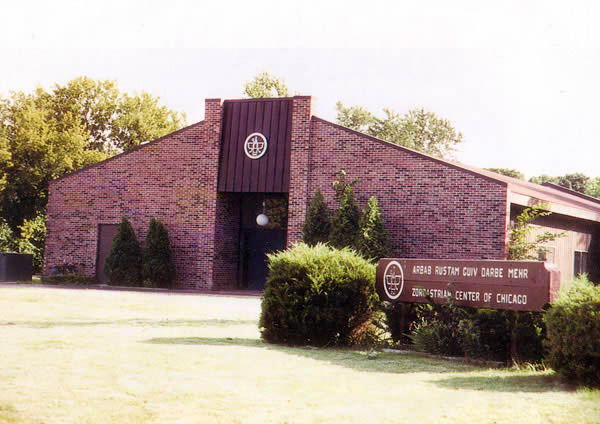 ARBAB RUSTAM GUIV DARBE MEHR
ZOROASTRIAN CENTER OF CHICAGO